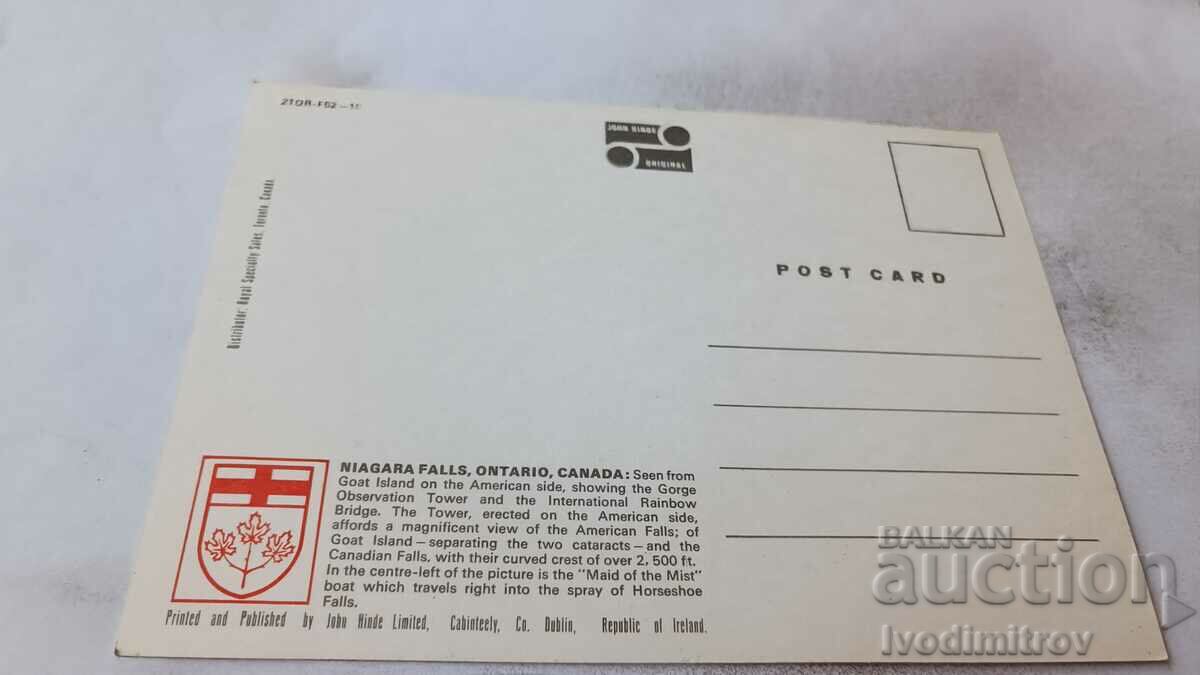 JOHN HINDE
ORIGINAL
POST CARD
Distributor: Royal Specialty Sales, Toronto, CANADA
NIAGARA FALLS, ONTARIO, CANADA: Seen from
Goat Island on the American side, showing the Gorge
Observation Tower and the International Rainbow
Bridge. The Tower, erected on the American side,
affords a magnificent view of the American Falls; of
Goat Island—separating the two cataracts—and the
Canadian Falls, with their curved crest of over 2,500 ft.
In the centre-left of the picture is the "Maid of the Mist"
boat which travels right into the spray of Horseshoe
Falls.
Printed and Published by John Hinde Limited, Cabinteely, Co. Dublin, Republic of Ireland.
BALKAN
auction
Ivodimitrov